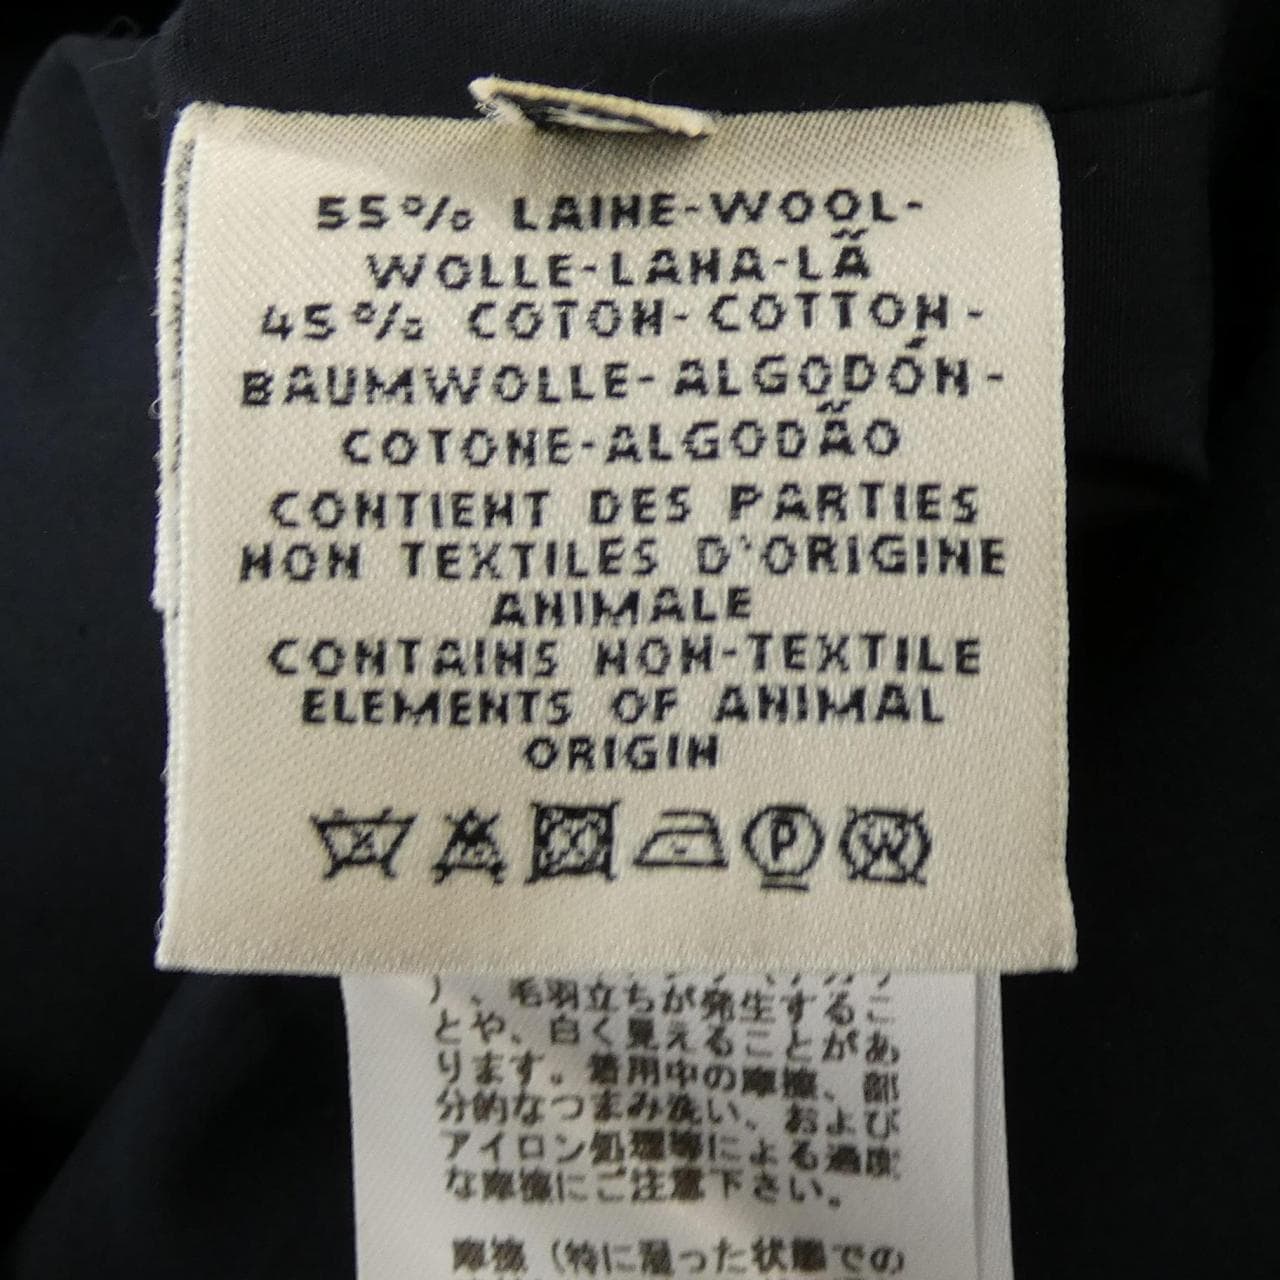 55% LAINE-WOOL-
WOLLE-LANA-LÃ
45% COTON-COTTON-
BAUMWOLLE-ALGODÓN-
COTONE-ALGODÃO
CONTIENT DES PARTIES
NON TEXTILES D'ORIGINE
ANIMALE
CONTAINS NON-TEXTILE
ELEMENTS OF ANIMAL
ORIGIN
P W
)、毛羽立ちが発生するこ
とや、白く見えることがあ
ります。着用中の摩擦、部
分的なつまみ洗い、および
アイロン処理等による過度
な摩擦にご注意下さい。
摩擦(特に湿った状態での